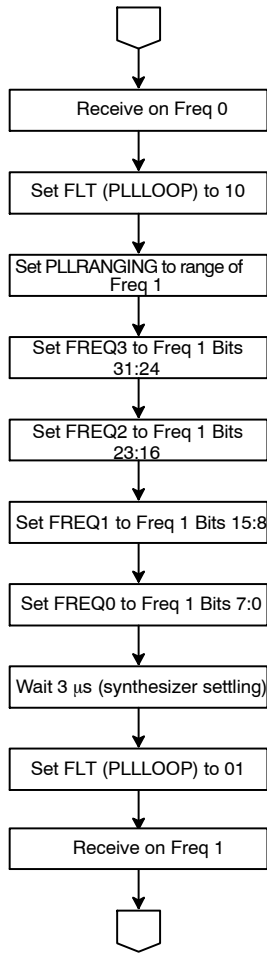 Receive on Freq 0
Set FLT (PLLLOOP) to 10
Set PLLRANGING to range of
Freq 1
Set FREQ3 to Freq 1 Bits
31:24
Set FREQ2 to Freq 1 Bits
23:16
Set FREQ1 to Freq 1 Bits 15:8
Set FREQ0 to Freq 1 Bits 7:0
Wait 3 μs (synthesizer settling)
Set FLT (PLLLOOP) to 01
Receive on Freq 1